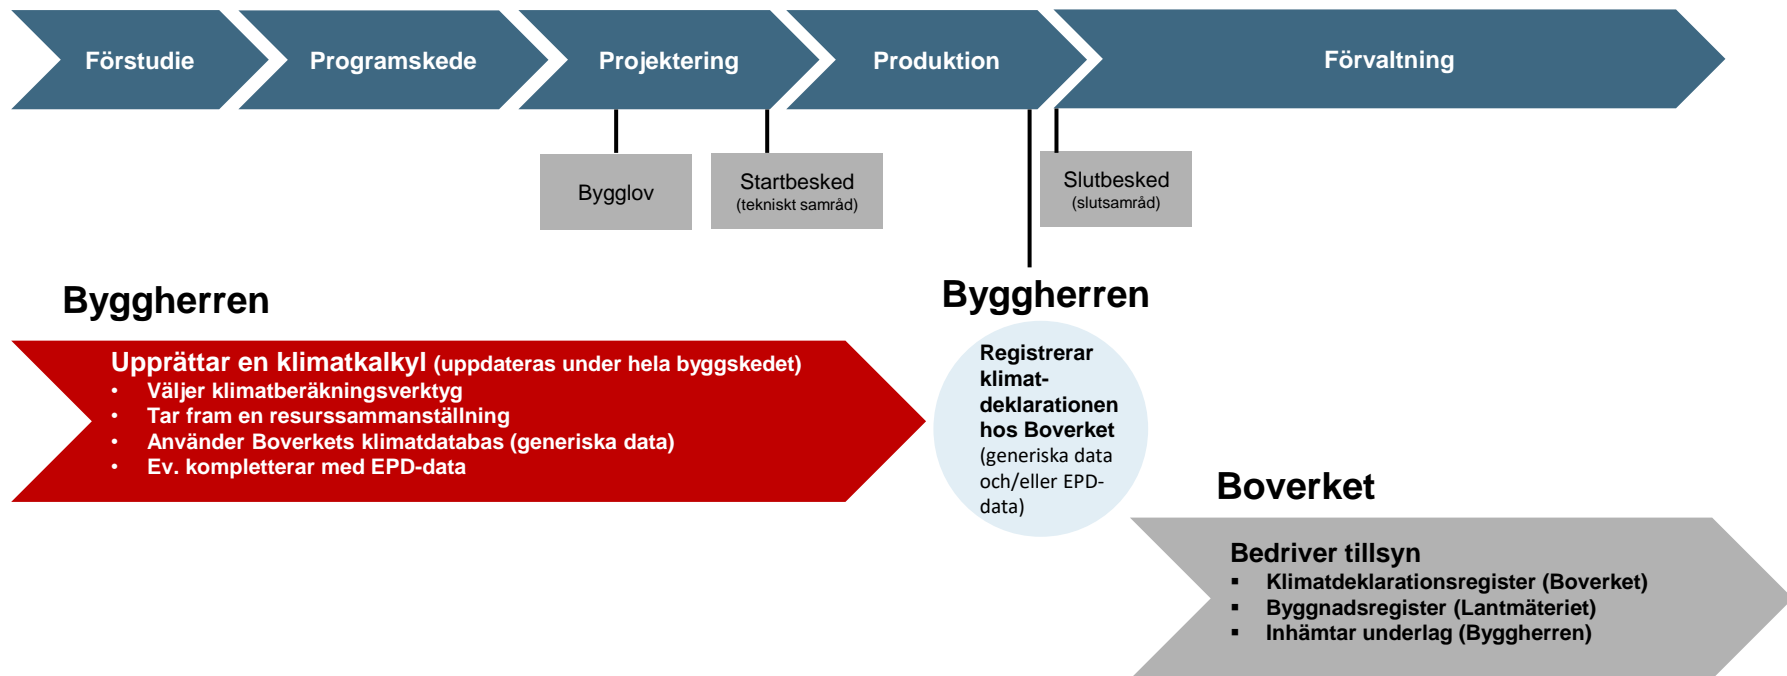 Förstudie
Programskede
Projektering
Produktion
Förvaltning
Bygglov
Startbesked
(tekniskt samråd)
Slutbesked
(slutsamråd)
Byggherren
Upprättar en klimatkalkyl (uppdateras under hela byggskedet)
• Väljer klimatberäkningsverktyg
• Tar fram en resurssammanställning
• Använder Boverkets klimatdatabas (generiska data)
• Ev. kompletterar med EPD-data
Byggherren
Registrerar
klimat-
deklarationen
hos Boverket
(generiska data
och/eller EPD-
data)
Boverket
Bedriver tillsyn
▪ Klimatdeklarationsregister (Boverket)
▪ Byggnadsregister (Lantmäteriet)
▪ Inhämtar underlag (Byggherren)